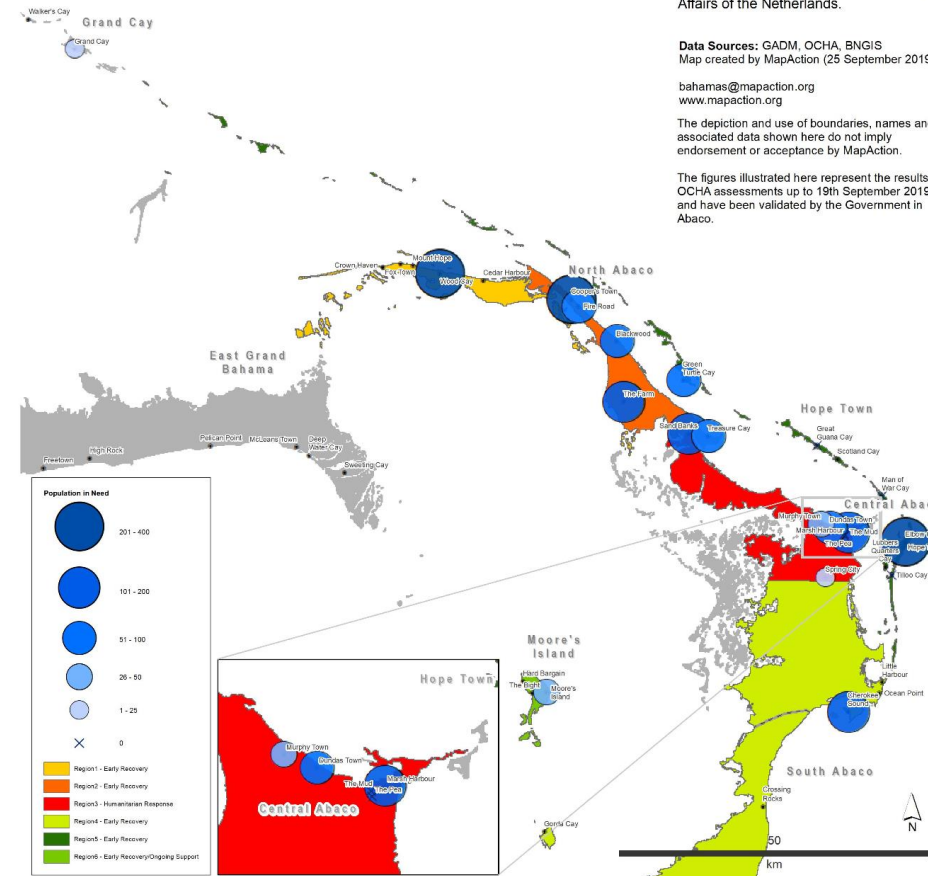 Affairs of the Netherlands.
Data Sources: GADM, OCHA, BNGIS
Map created by MapAction (25 September 2019
bahamas@mapaction.org
www.mapaction.org
The depiction and use of boundaries, names an
associated data shown here do not imply
endorsement or acceptance by MapAction.
The figures illustrated here represent the results
OCHA assessments up to 19th September 2019
and have been validated by the Government in
Abaco.
Walker's Cay
Grand Cay
Grand Cay
Mount Hope
Crown Haven
Fox Town
Wood Cay
Cedar Harbour
North Abaco
Cooper's Town
Fire Road
Blackwood
Green
Turtle Cay
East Grand
Bahama
The Farm
Sand Banks
Treasure Cay
Hope Town
Great
Guana Cay
Scotland Cay
Pelican Point
McLeans Town
Deep
Water Cay
High Rock
Freetown
Sweeting Cay
Man of
War Cay
Central Abac
Murphy Town
Dundas Town
Marsh Harbour
The Mud
The Pea
Elbow
Hope
Lubbers
Quarters
Cay
Tilloo Cay
Spring City
Population in Need
201 - 400
101 - 200
51 - 100
26 - 50
1 - 25
0
Region1 - Early Recovery
Region2 - Early Recovery
Region3 - Humanitarian Response
Region4 - Early Recovery
Region5 - Early Recovery
Region6 - Early Recovery/Ongoing Support
Moore's
Island
Hard Bargain
The Bight
Moore's
Island
Little
Harbour
Ocean Point
Cherokee
Sound
South Abaco
Crossing
Rocks
Gorda Cay
Hope Town
Murphy Town
Dundas Town
The Mud
Marsh Harbour
The Pea
Central Abaco
N
50
km